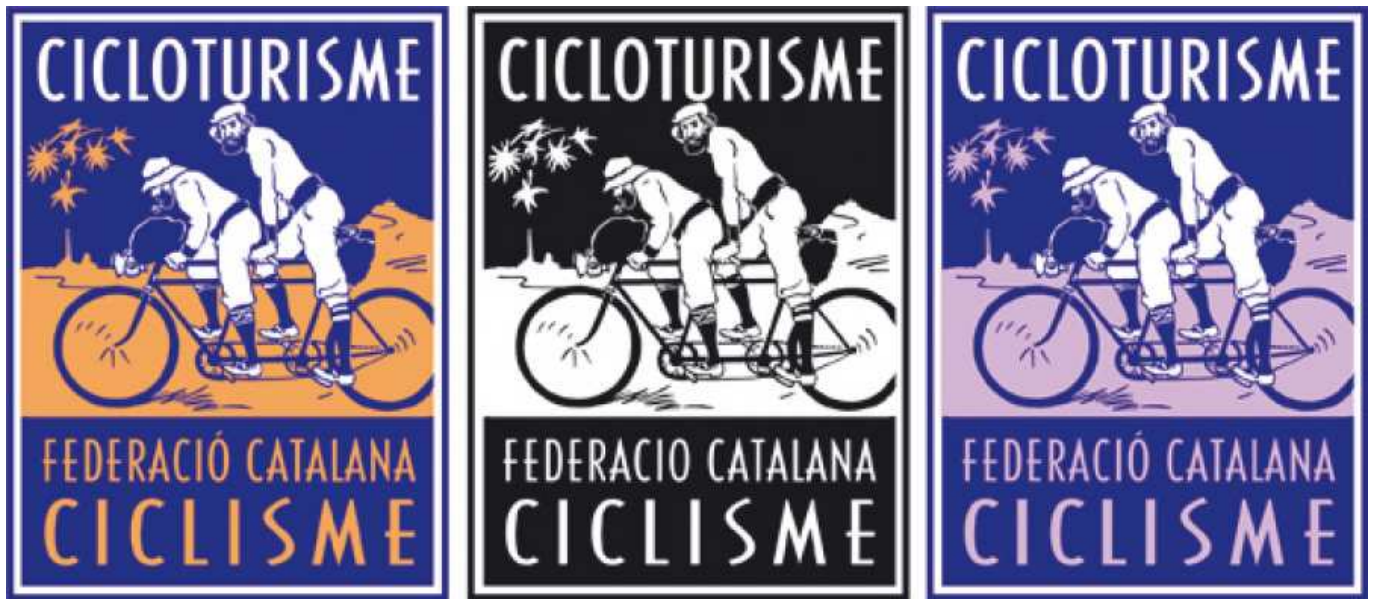 CICLOTURISME
FEDERACIÓ CATALANA
CICLISME
CICLOTURISME
FEDERACIO CATALANA
CICLISME
CICLOTURISME
FEDERACIÓ CATALANA
CICLISME